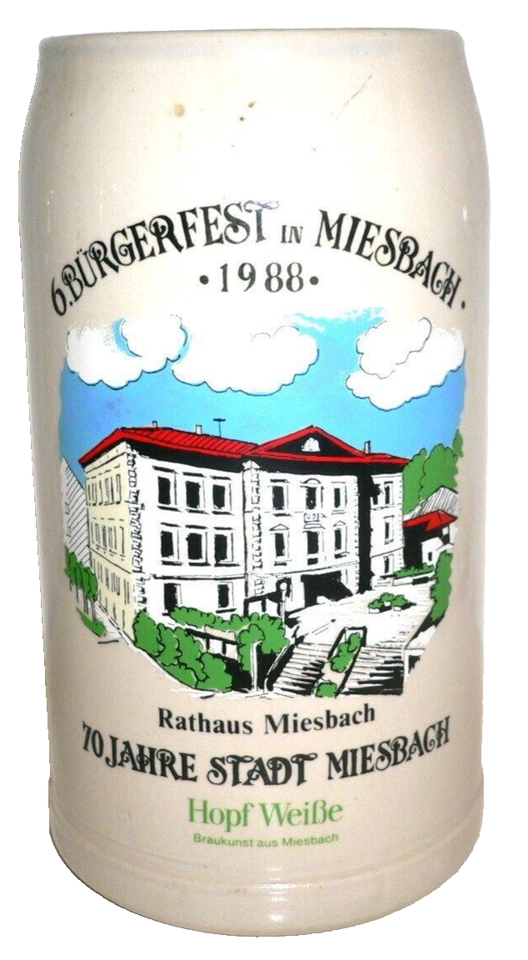 6. BÜRGERFEST IN MIESBACH ·
· 1988 ·
Rathaus Miesbach
70 JAHRE STADT MIESBACH
Hopf Weiße
Braukunst aus Miesbach